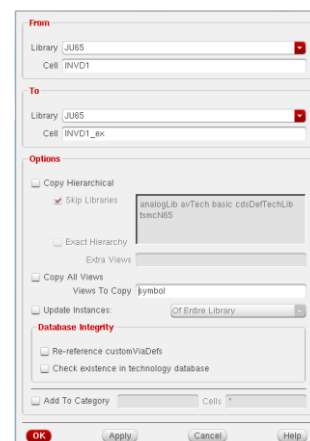 From
Library JU65
Cell INVD1
To
Library JU65
Cell INVD1_ex
Options
Copy Hierarchical
Skip Libraries analogLib avTech basic cdsDefTechLib
tsmcN65
Exact Hierarchy
Extra Views
Copy All Views
Views To Copy symbol
Update Instances: Of Entire Library
Database Integrity
Re-reference customViaDefs
Check existence in technology database
Add To Category Cells *
OK Apply Cancel Help